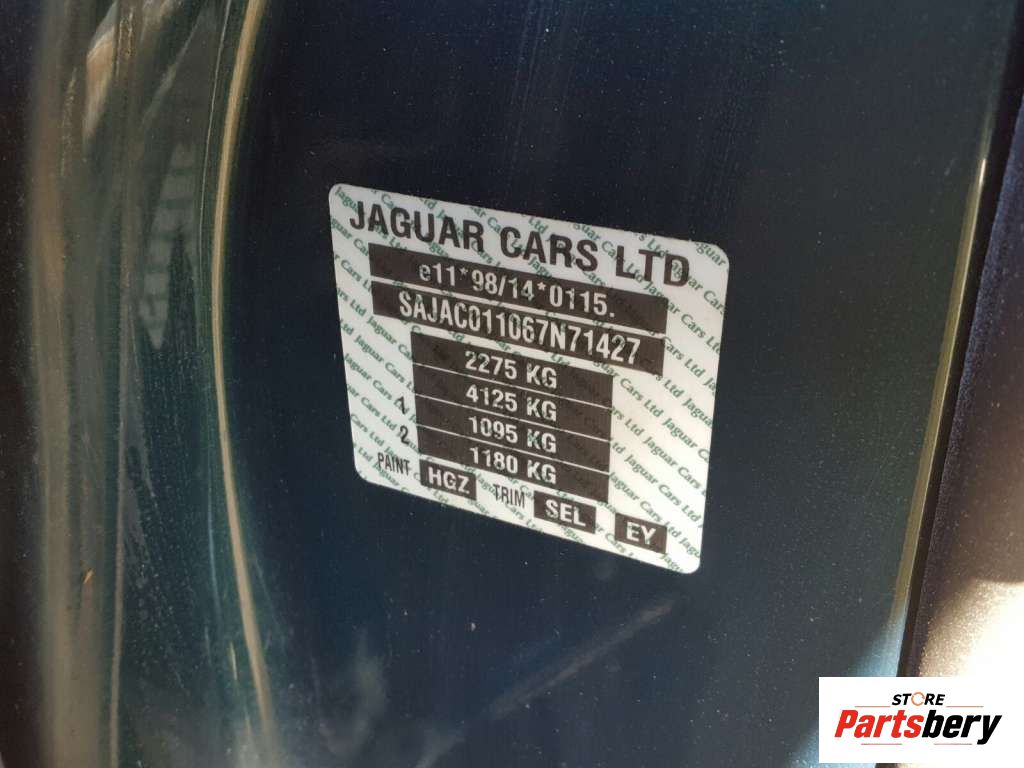 JAGUAR CARS LTD
e11*98/14*0115.
SAJAC011067N71427
2275 KG
4125 KG
1 1095 KG
2 1180 KG
PAINT HGZ TRIM SEL EY
STORE
Partsbery